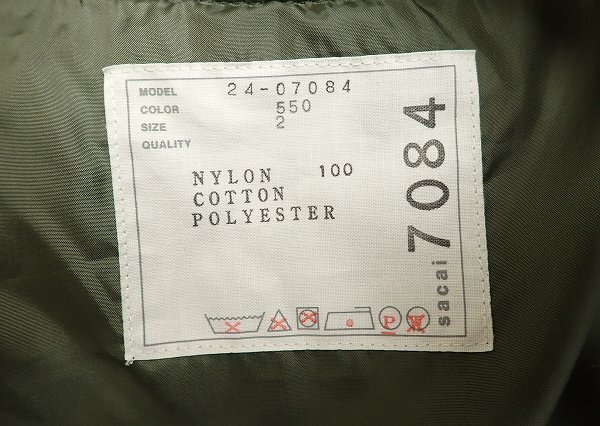 MODEL 24-07084
COLOR 550
SIZE 2
QUALITY
NYLON 100
COTTON
POLYESTER
P W
sacai 7084